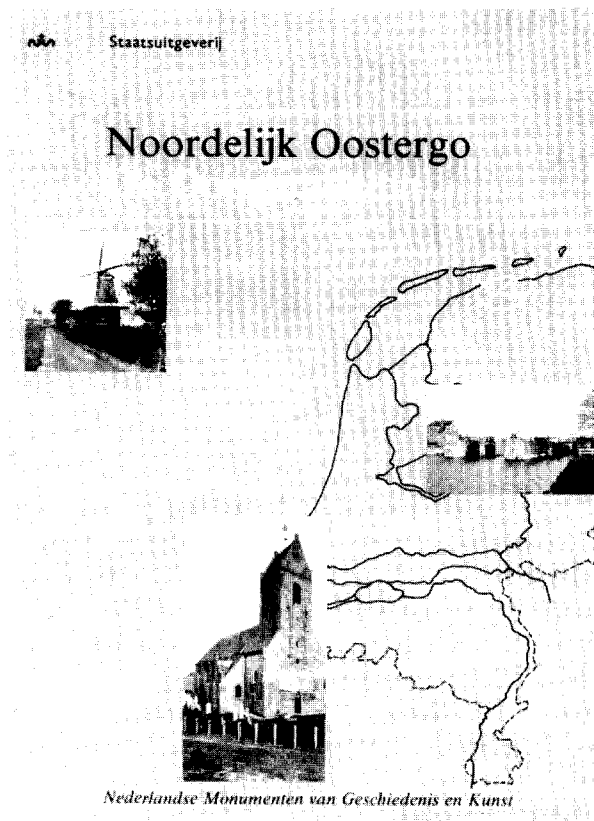 Staatsuitgeverij
Noordelijk Oostergo
Nederlandse Monumenten van Geschiedenis en Kunst